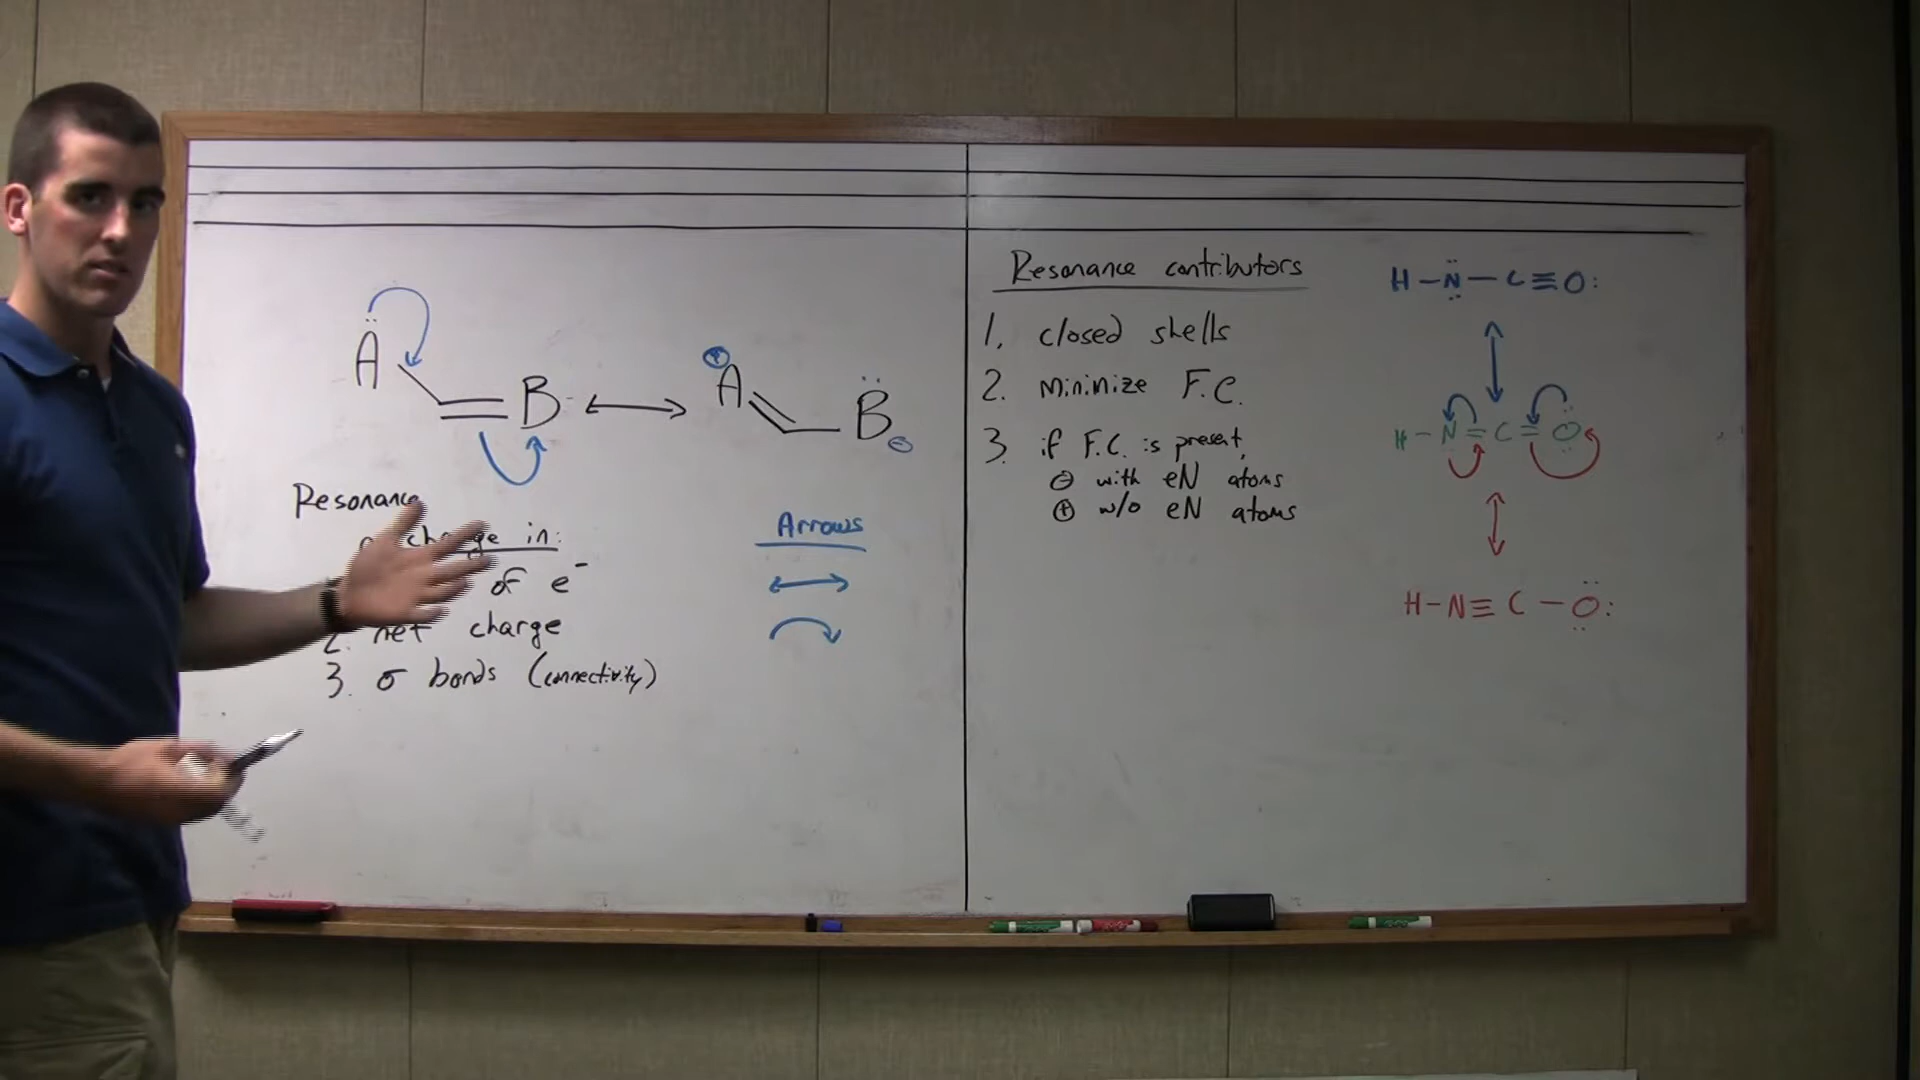 A
B
⊕
A
B
⊖
Resonance
change in:
of e⁻
2. net charge
3. σ bonds (connectivity)
Arrows
Resonance contributors
1. closed shells
2. Minimize F.C.
3. if F.C. is present,
⊖ with eN atoms
⊕ w/o eN atoms
H-N-C≡O:
H-N=C=O
H-N≡C-O: